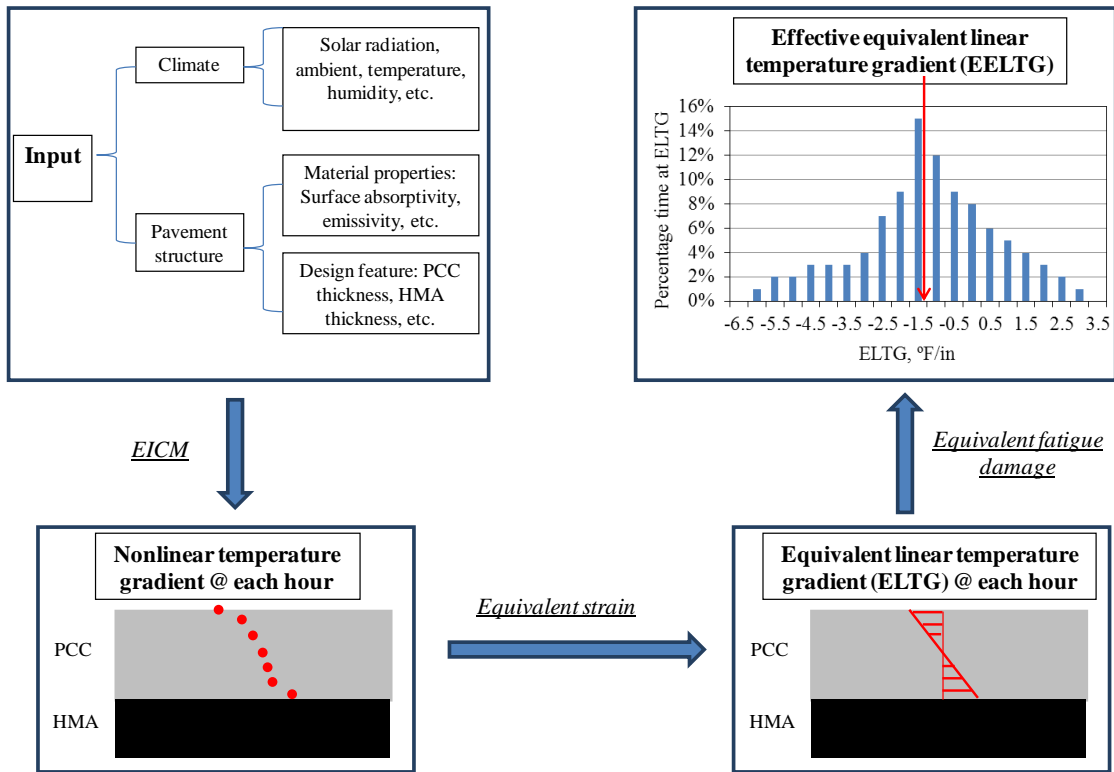 Input
Climate
Solar radiation,
ambient, temperature,
humidity, etc.
Pavement
structure
Material properties:
Surface absorptivity,
emissivity, etc.
Design feature: PCC
thickness, HMA
thickness, etc.
EICM
Nonlinear temperature
gradient @ each hour
PCC
HMA
Equivalent strain
Equivalent linear temperature
gradient (ELTG) @ each hour
PCC
HMA
Equivalent fatigue
damage
Effective equivalent linear
temperature gradient (EELTG)
Percentage time at ELTG
16%
14%
12%
10%
8%
6%
4%
2%
0%
-6.5 -5.5 -4.5 -3.5 -2.5 -1.5 -0.5 0.5 1.5 2.5 3.5
ELTG, ºF/in